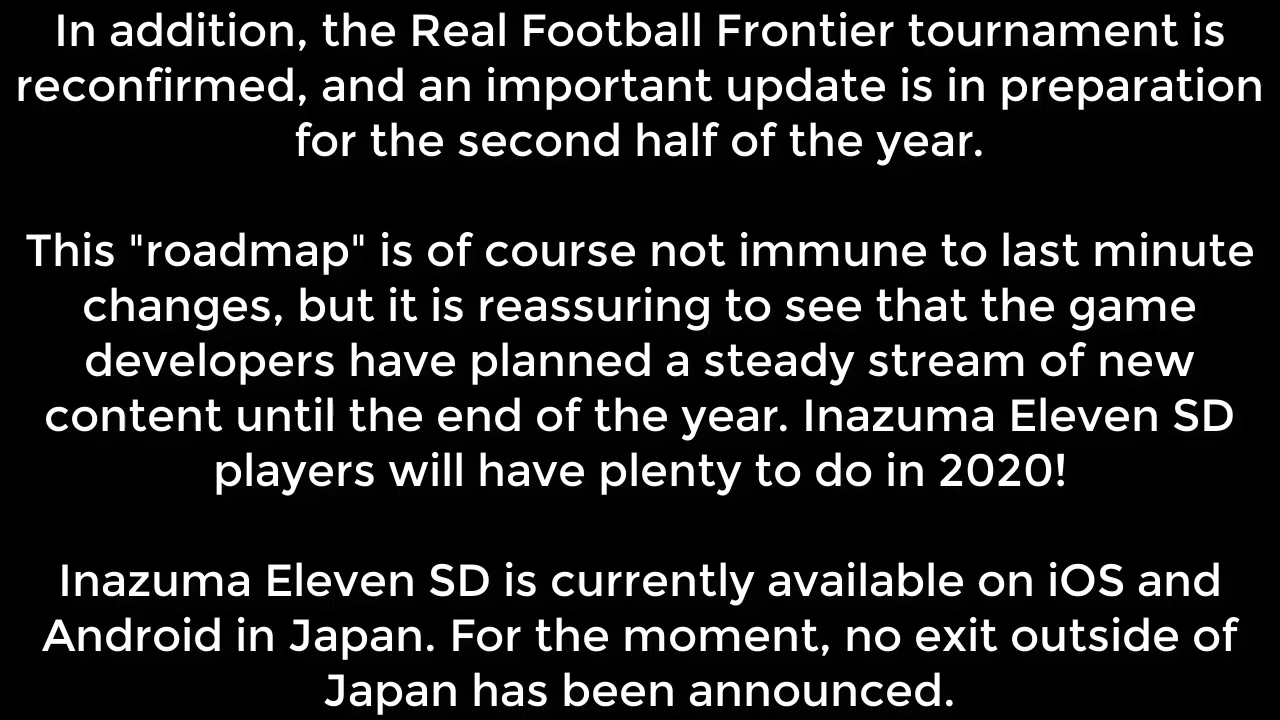 In addition, the Real Football Frontier tournament is
reconfirmed, and an important update is in preparation
for the second half of the year.
This "roadmap" is of course not immune to last minute
changes, but it is reassuring to see that the game
developers have planned a steady stream of new
content until the end of the year. Inazuma Eleven SD
players will have plenty to do in 2020!
Inazuma Eleven SD is currently available on iOS and
Android in Japan. For the moment, no exit outside of
Japan has been announced.